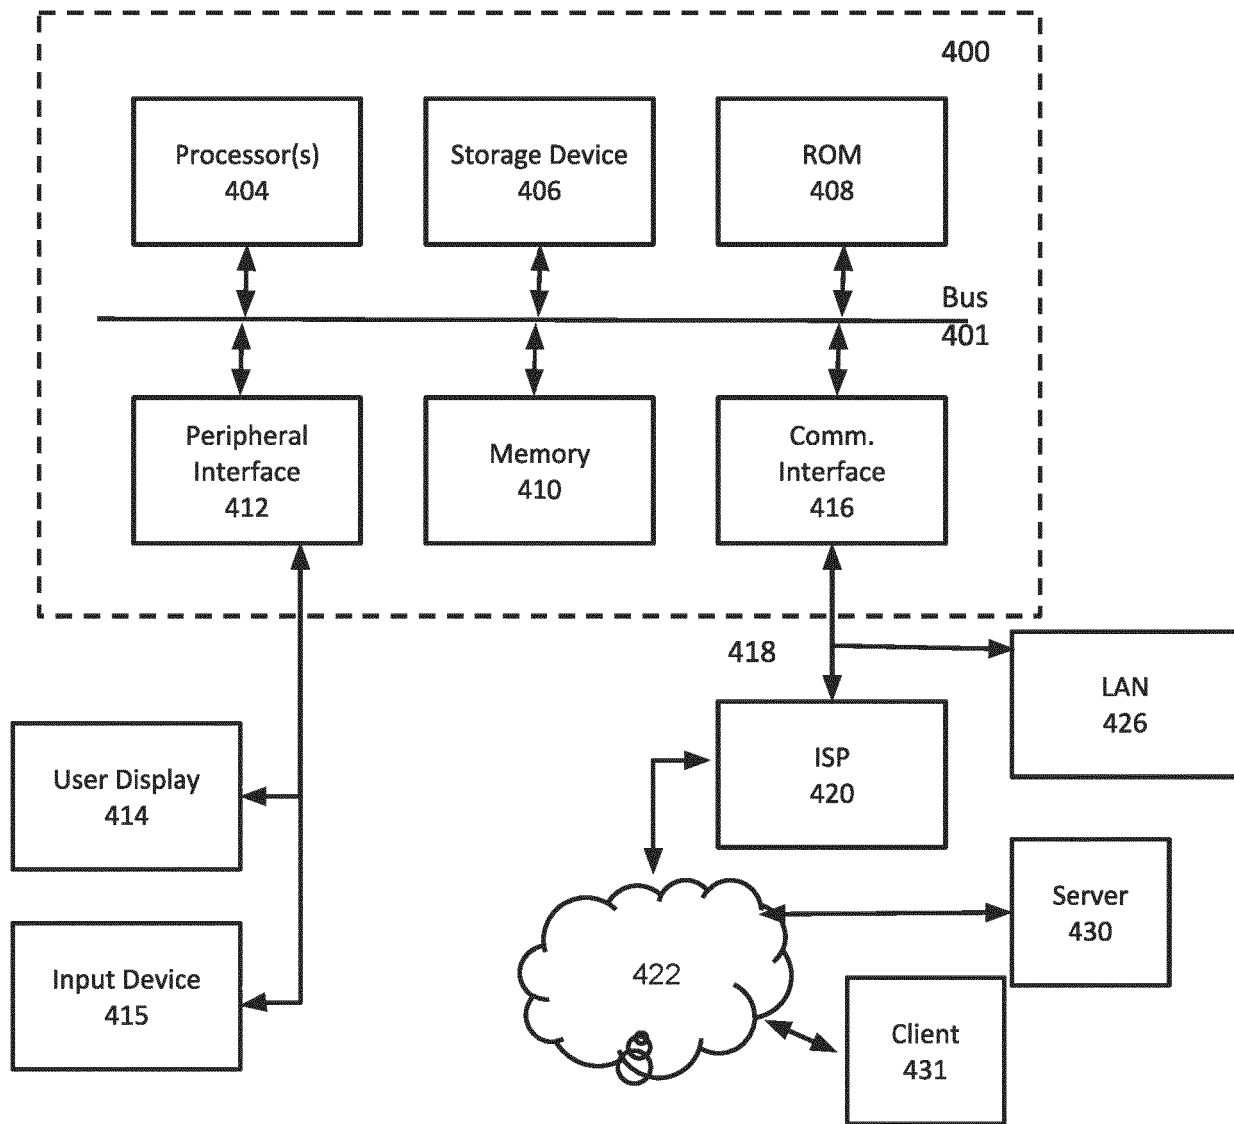 400
Processor(s)
404
Storage Device
406
ROM
408
Bus
401
Peripheral
Interface
412
Memory
410
Comm.
Interface
416
418
LAN
426
User Display
414
ISP
420
Server
430
Input Device
415
422
Client
431